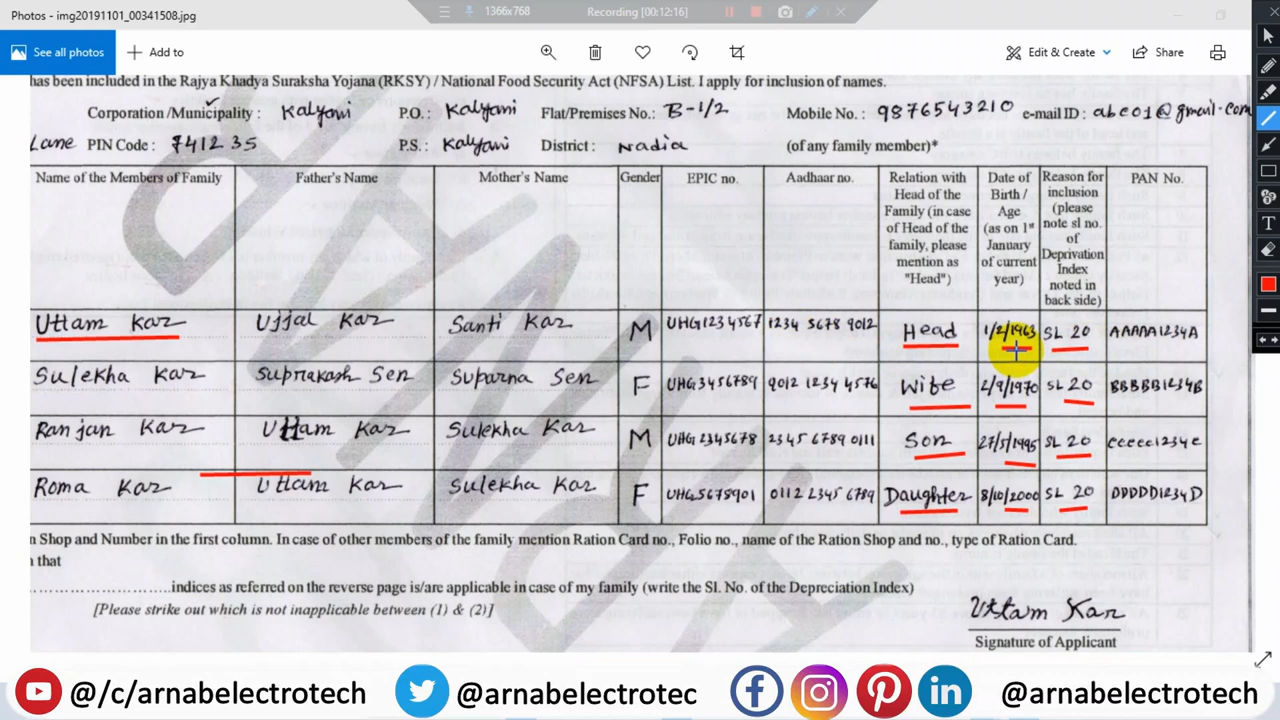 Photos - img20191101_00341508.jpg
1366x768 Recording [00:12:16]
See all photos Add to Edit & Create Share
has been included in the Rajya Khadya Suraksha Yojana (RKSY) / National Food Security Act (NFSA) List. I apply for inclusion of names.
Corporation /Municipality : Kalyani P.O. : Kalyani Flat/Premises No.: B-1/2 Mobile No. : 9876543210 e-mail ID : abc01@gmail.com
Lane PIN Code : 741235 P.S. : Kalyani District : Nadia (of any family member)*
Name of the Members of Family Father's Name Mother's Name Gender EPIC no. Aadhaar no. Relation with Head of the Family (in case of Head of the family, please mention as "Head") Date of Birth / Age (as on 1st January of current year) Reason for inclusion (please note sl no. of Deprivation Index noted in back side) PAN No.
Uttam Kar Ujjal Kar Santi Kar M UHG1234567 1234 5678 9012 Head 1/2/1963 SL 20 AAAAA1234A
Sulekha Kar Suprakash Sen Suparna Sen F UHG3456789 9012 1234 4576 Wife 2/9/1970 SL 20 BBBBB1234B
Ranjan Kar Uttam Kar Sulekha Kar M UHG2345678 2345 6789 0111 Son 27/5/1995 SL 20 CCCCC1234C
Roma Kar Uttam Kar Sulekha Kar F UHG5678901 0112 2345 6789 Daughter 8/10/2000 SL 20 DDDDD1234D
n Shop and Number in the first column. In case of other members of the family mention Ration Card no., Folio no., name of the Ration Shop and no., type of Ration Card.
that
indices as referred on the reverse page is/are applicable in case of my family (write the Sl. No. of the Depreciation Index)
[Please strike out which is not inapplicable between (1) & (2)]
Uttam Kar
Signature of Applicant
@/c/arnabelectrotech @arnabelectrotec @arnabelectrotech